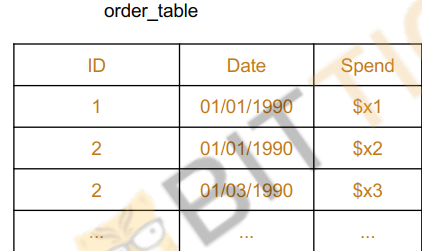 order_table
ID Date Spend
1 01/01/1990 $x1
2 01/01/1990 $x2
2 01/03/1990 $x3
... ... ...
BITTIG